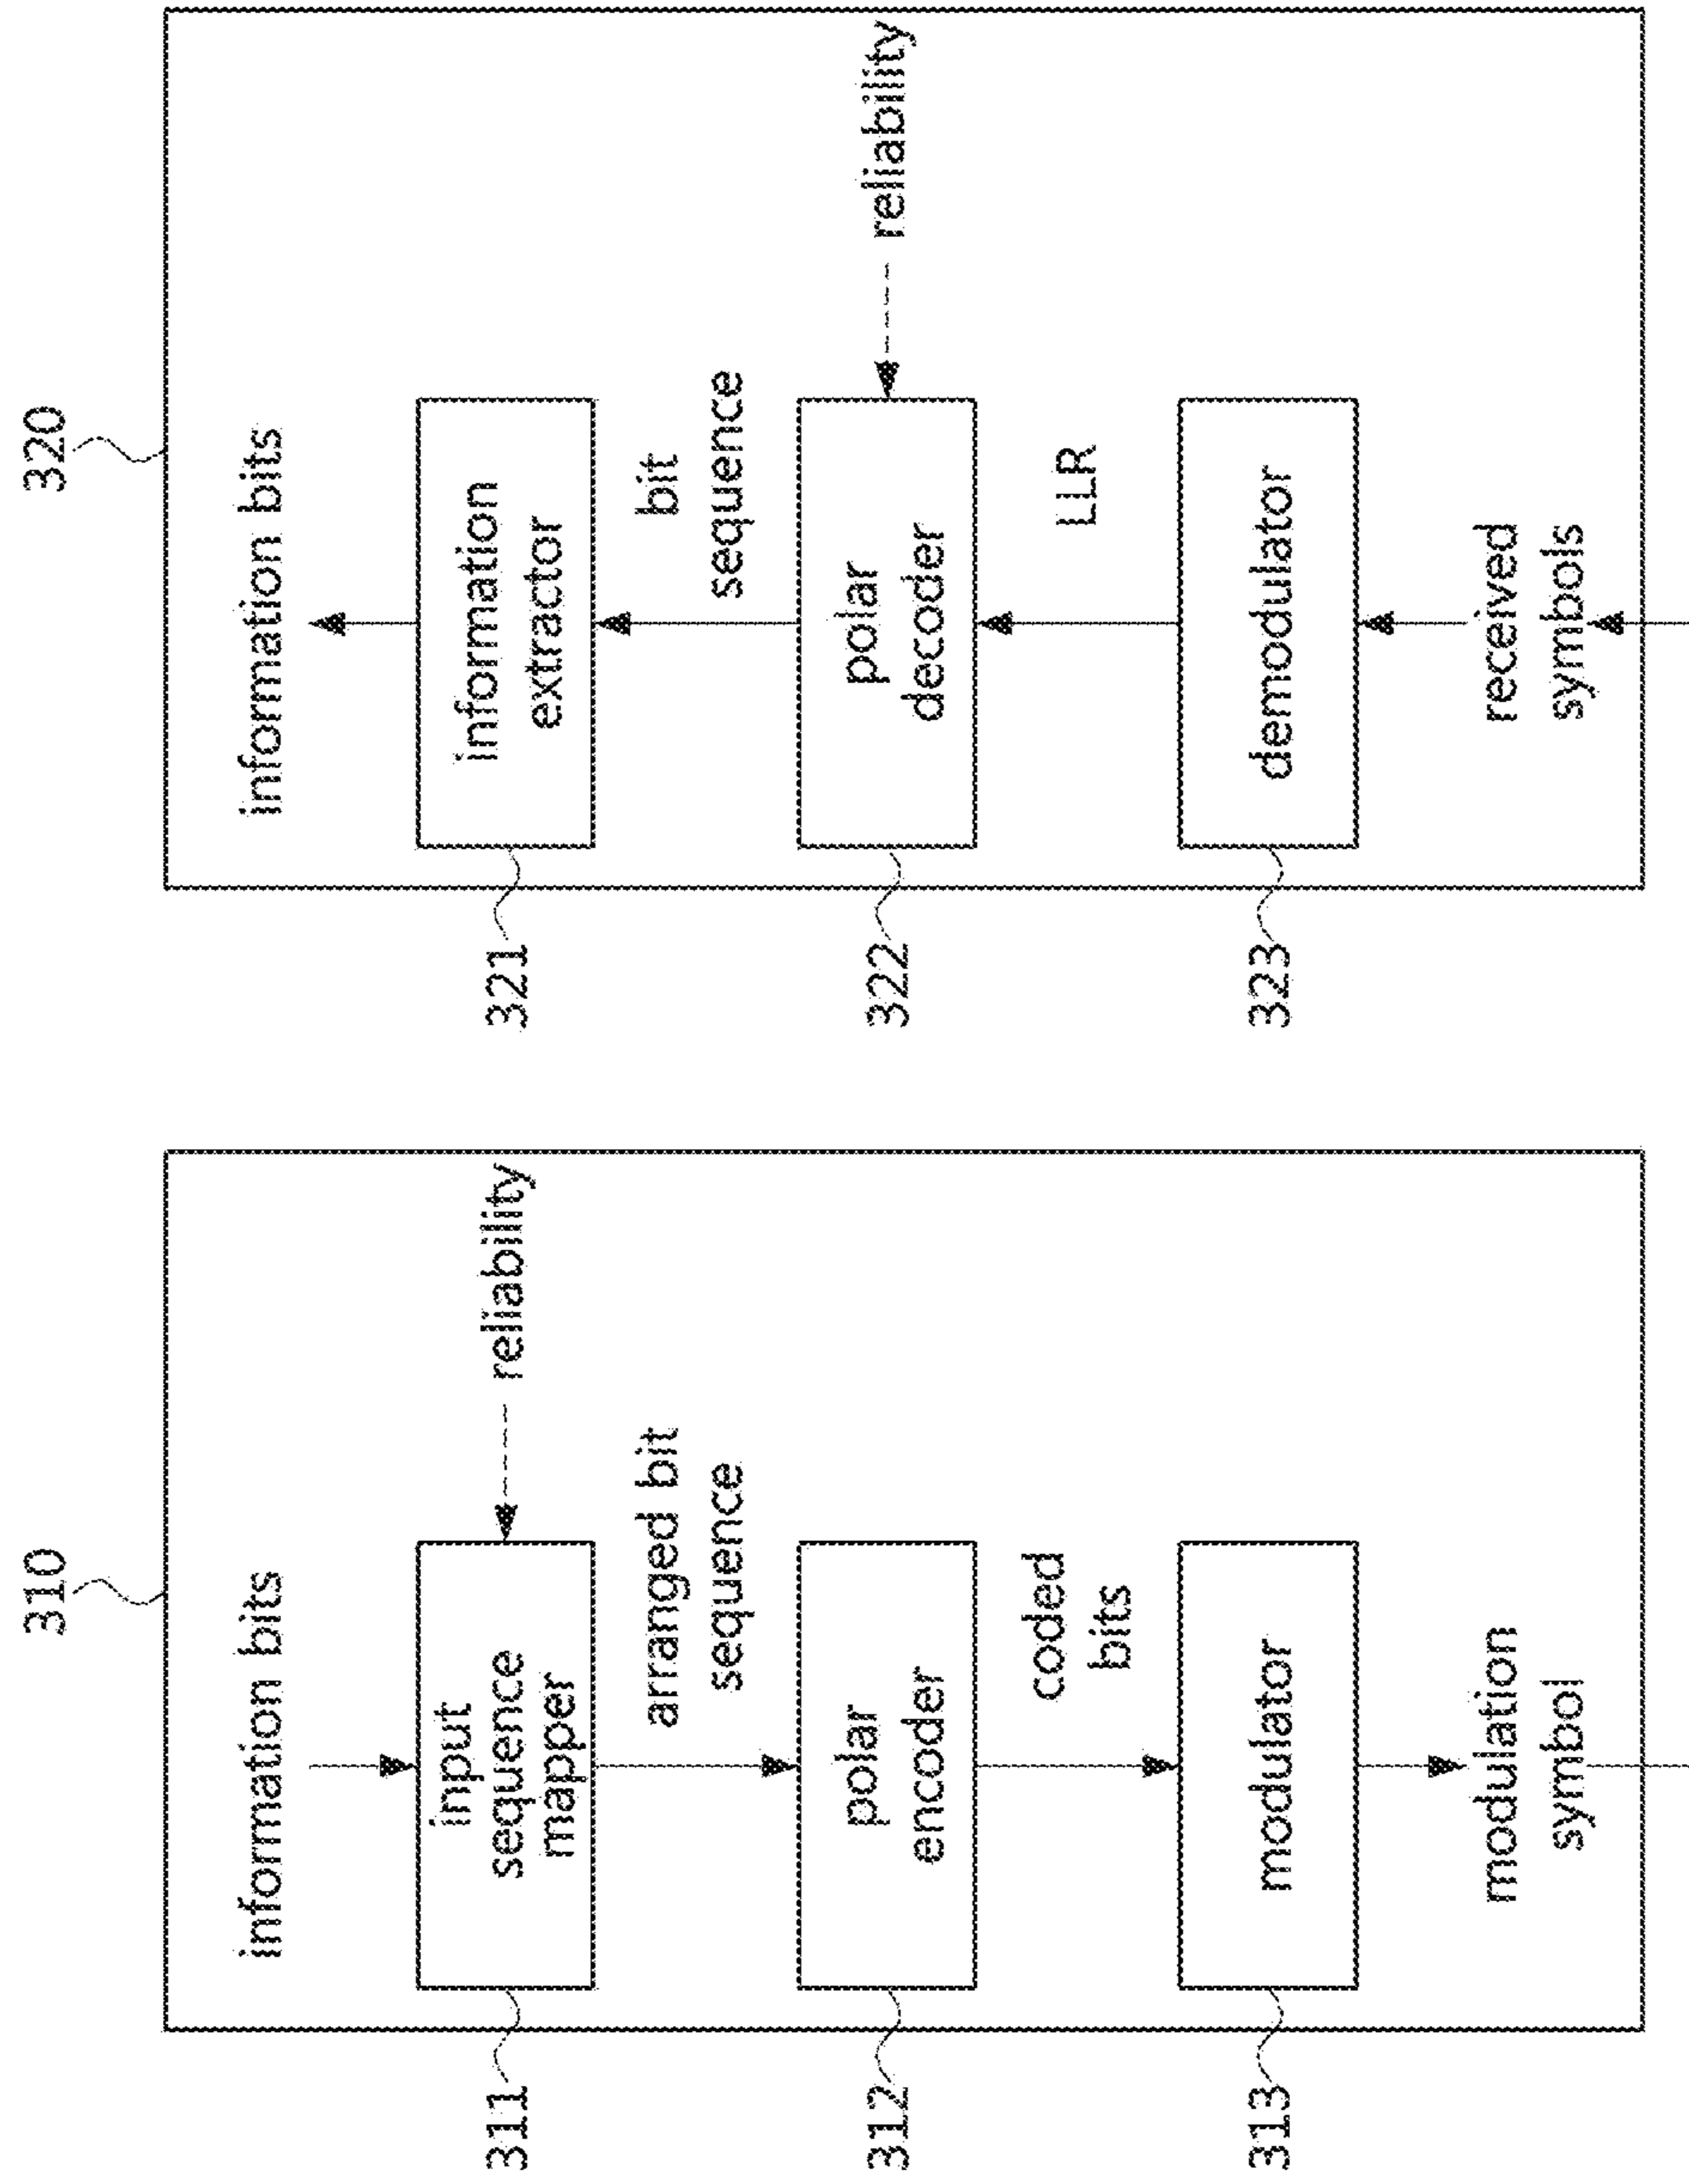 310
information bits
311
input
sequence
mapper
reliability
arranged bit
sequence
312
polar
encoder
coded
bits
313
modulator
modulation
symbol
320
information bits
321
information
extractor
bit
sequence
322
polar
decoder
reliability
LLR
323
demodulator
received
symbols